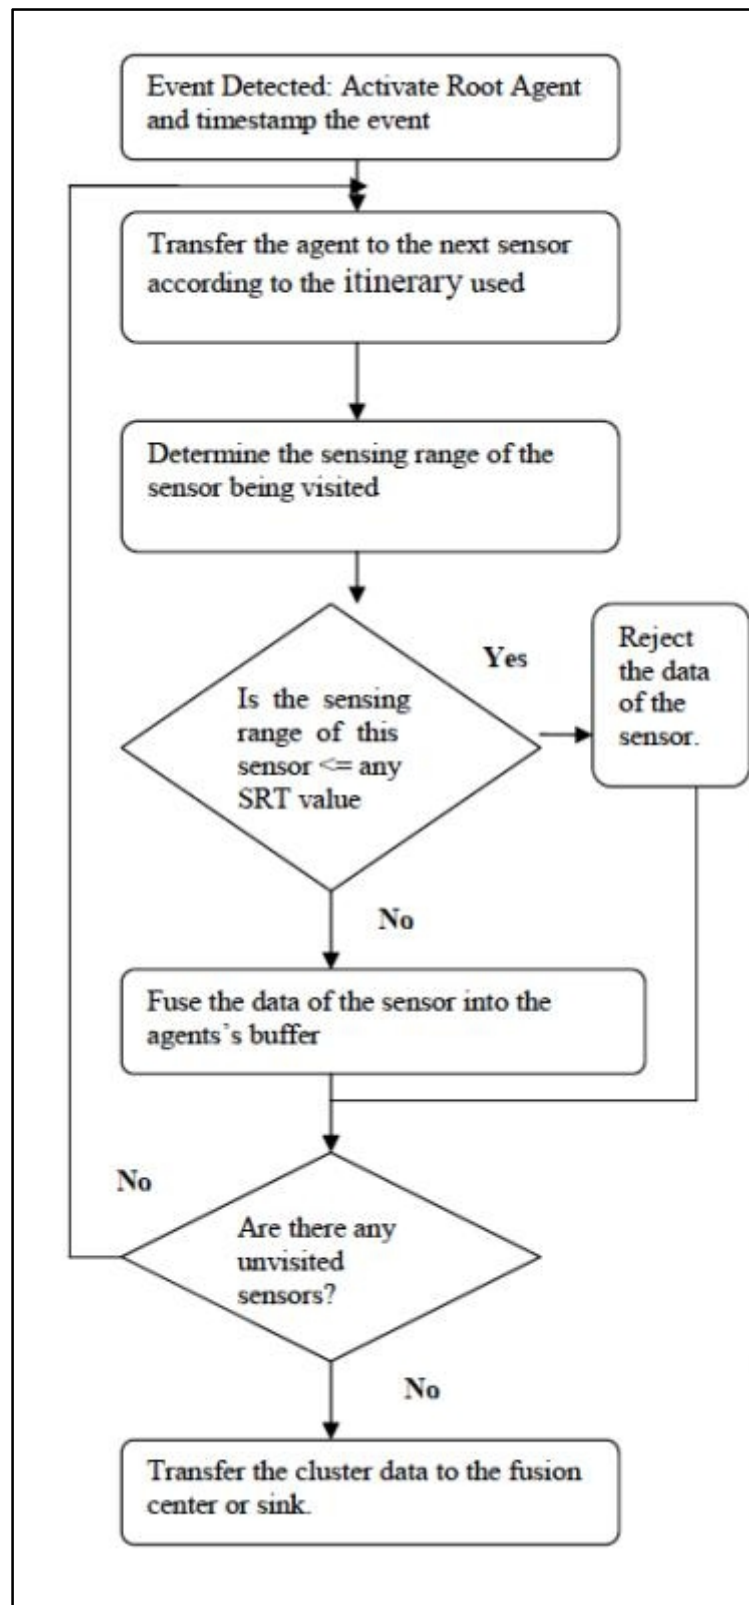 Event Detected: Activate Root Agent
and timestamp the event
Transfer the agent to the next sensor
according to the itinerary used
Determine the sensing range of the
sensor being visited
Is the sensing
range of this
sensor <= any
SRT value
Yes
Reject
the data
of the
sensor.
No
Fuse the data of the sensor into the
agents's buffer
No
Are there any
unvisited
sensors?
No
Transfer the cluster data to the fusion
center or sink.